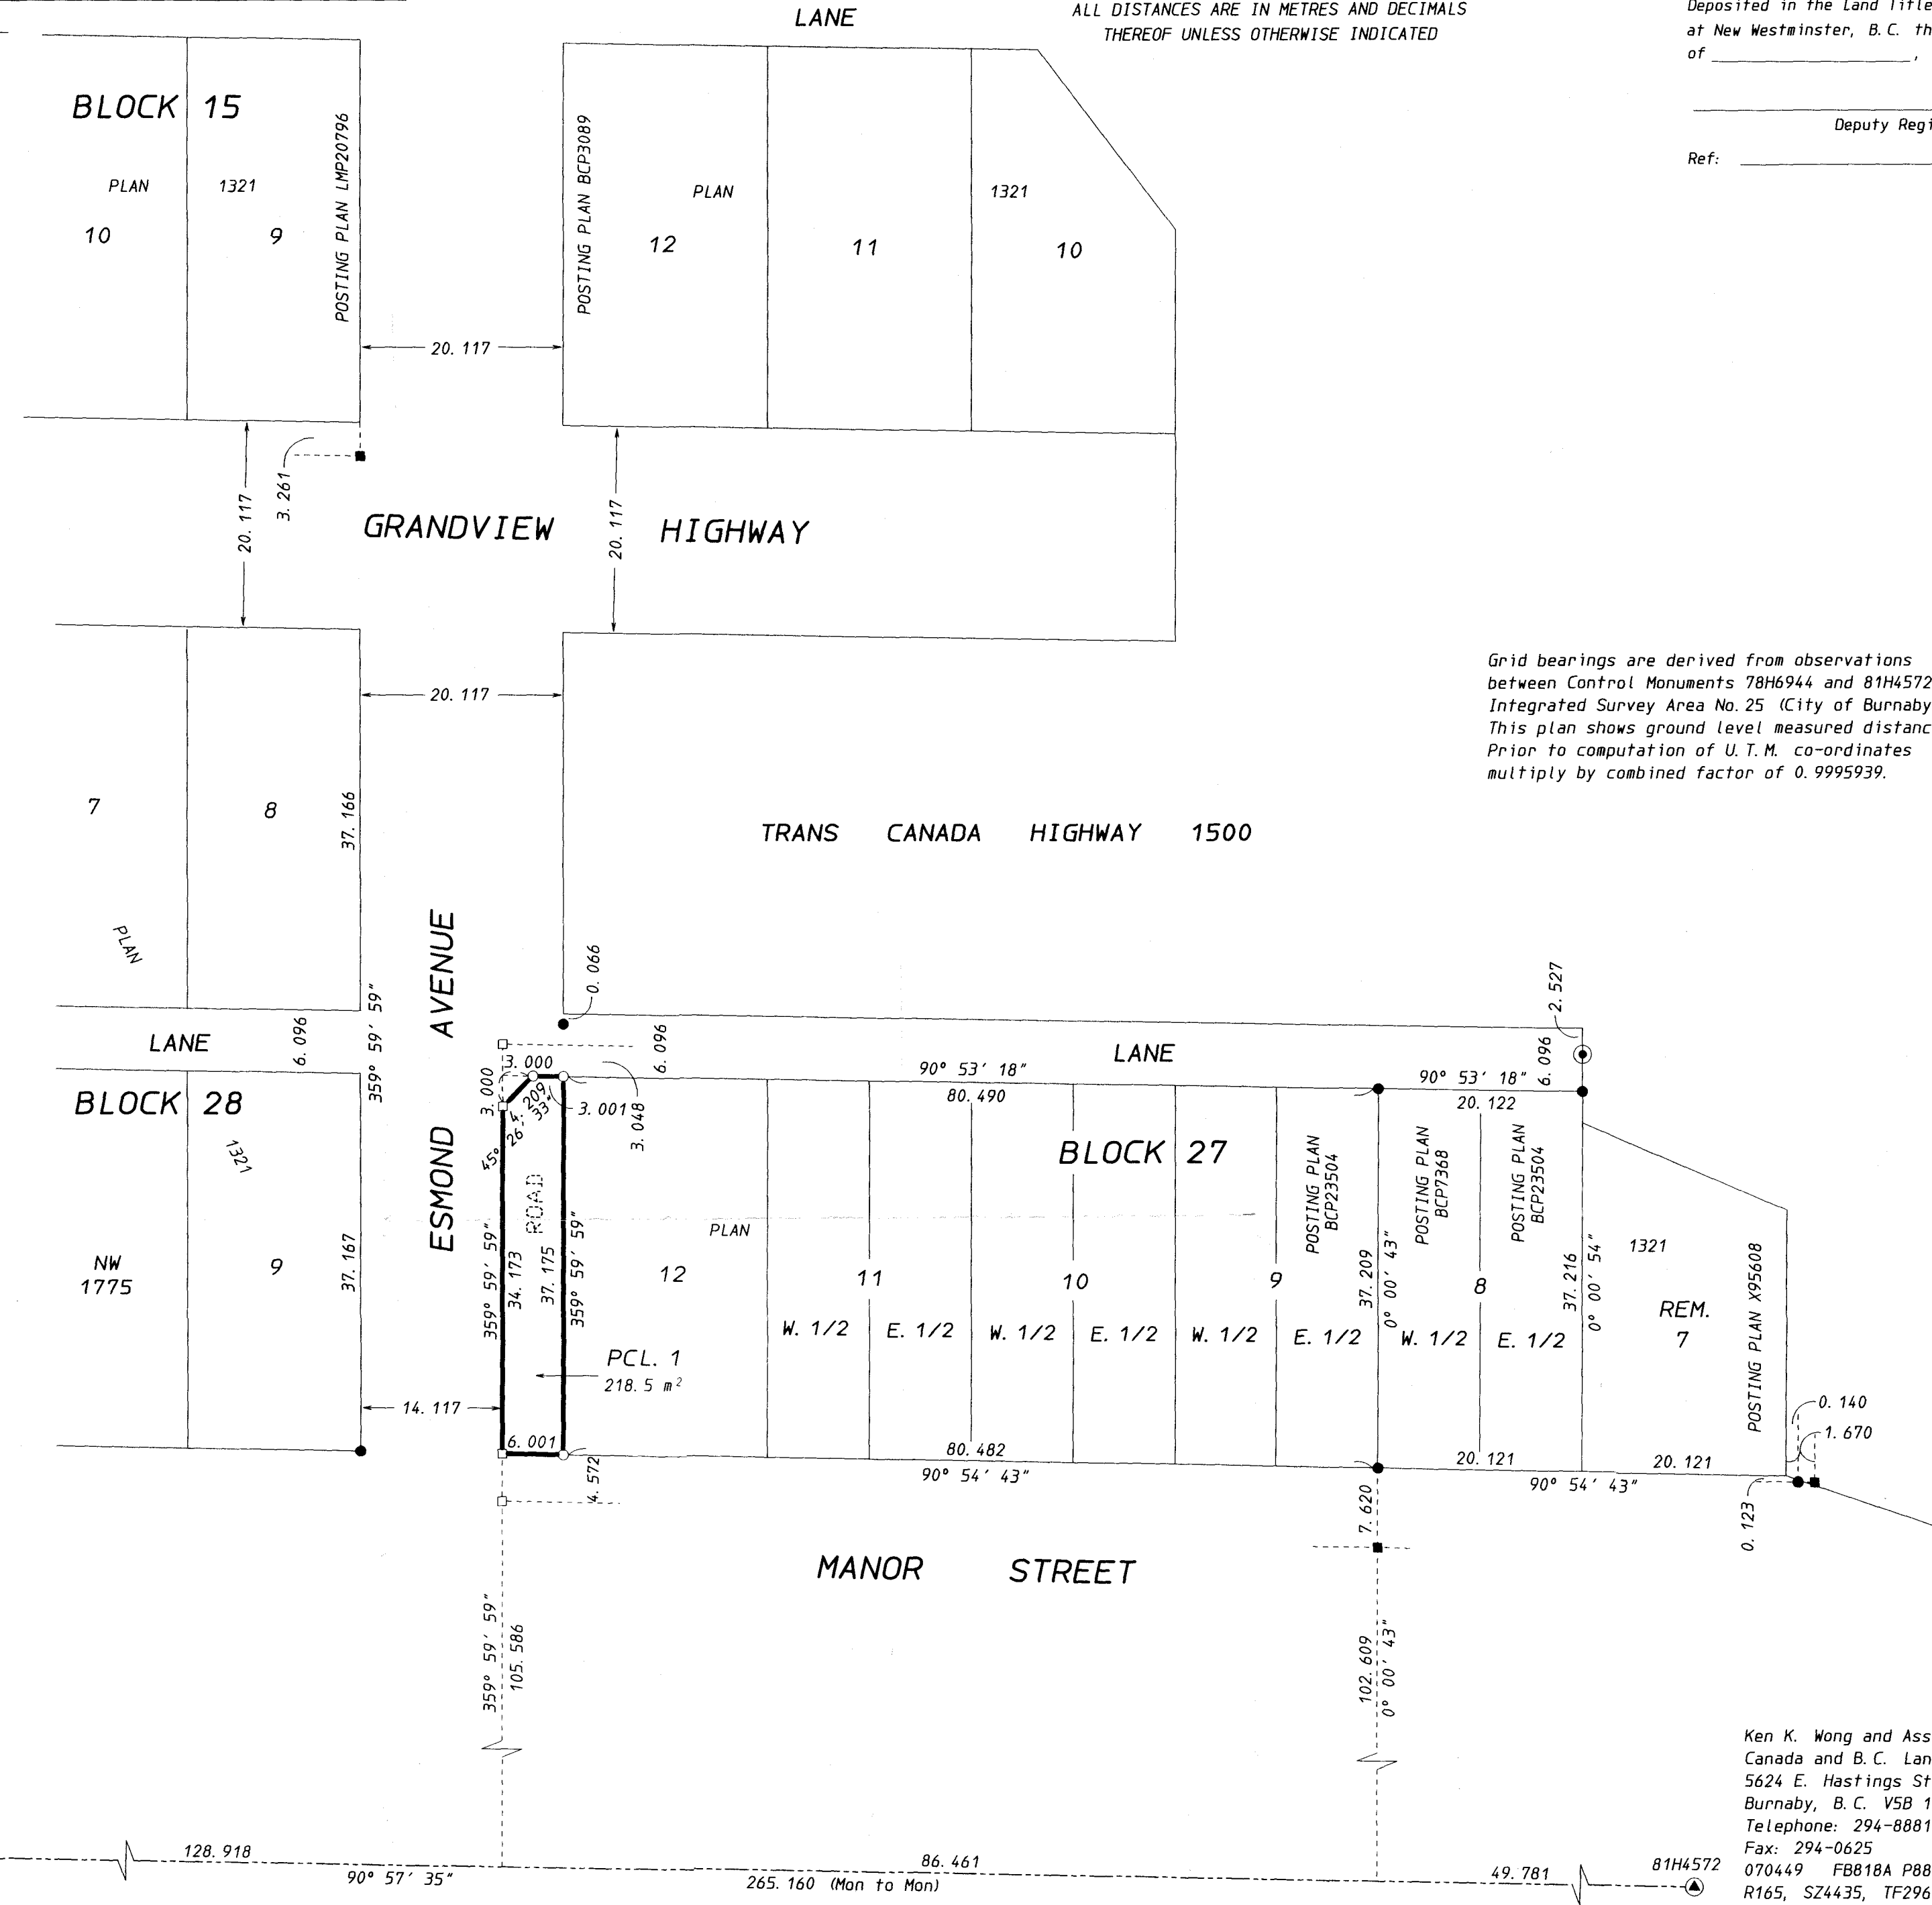 LANE
ALL DISTANCES ARE IN METRES AND DECIMALS
THEREOF UNLESS OTHERWISE INDICATED
Deposited in the Land Title
at New Westminster, B.C. th
of ____________________,
Deputy Regi
Ref:
BLOCK 15
PLAN 1321
10
9
POSTING PLAN LMP20796
POSTING PLAN BCP3089
PLAN
1321
12
11
10
20.117
20.117
3.261
20.117
GRANDVIEW HIGHWAY
20.117
Grid bearings are derived from observations
between Control Monuments 78H6944 and 81H4572
Integrated Survey Area No. 25 (City of Burnaby
This plan shows ground level measured distanc
Prior to computation of U.T.M. co-ordinates
multiply by combined factor of 0.9995939.
7
8
37.166
TRANS CANADA HIGHWAY 1500
PLAN
ESMOND AVENUE
0.066
2.527
LANE
6.096
359° 59' 59"
6.096
LANE
6.096
3.000
3.000
4.209
45° 26' 33"
3.001
3.048
90° 53' 18"
80.490
90° 53' 18"
20.122
BLOCK 28
1321
BLOCK 27
ROAD
POSTING PLAN
BCP23504
POSTING PLAN
BCP7368
POSTING PLAN
BCP23504
NW
1775
9
37.167
359° 59' 59"
34.173
37.175
359° 59' 59"
PLAN
12
11
10
9
8
37.209
0° 00' 43"
37.216
0° 00' 54"
1321
REM.
7
POSTING PLAN X95608
W. 1/2
E. 1/2
W. 1/2
E. 1/2
W. 1/2
E. 1/2
W. 1/2
E. 1/2
PCL. 1
218.5 m²
14.117
6.001
4.572
80.482
90° 54' 43"
20.121
90° 54' 43"
20.121
0.140
1.670
0.123
7.620
MANOR STREET
359° 59' 59"
105.586
102.609
0° 00' 43"
Ken K. Wong and Ass
Canada and B.C. Lan
5624 E. Hastings St
Burnaby, B.C. V5B 1
Telephone: 294-8881
Fax: 294-0625
070449 FB818A P88
R165, SZ4435, TF296
128.918
90° 57' 35"
86.461
265.160 (Mon to Mon)
49.781
81H4572